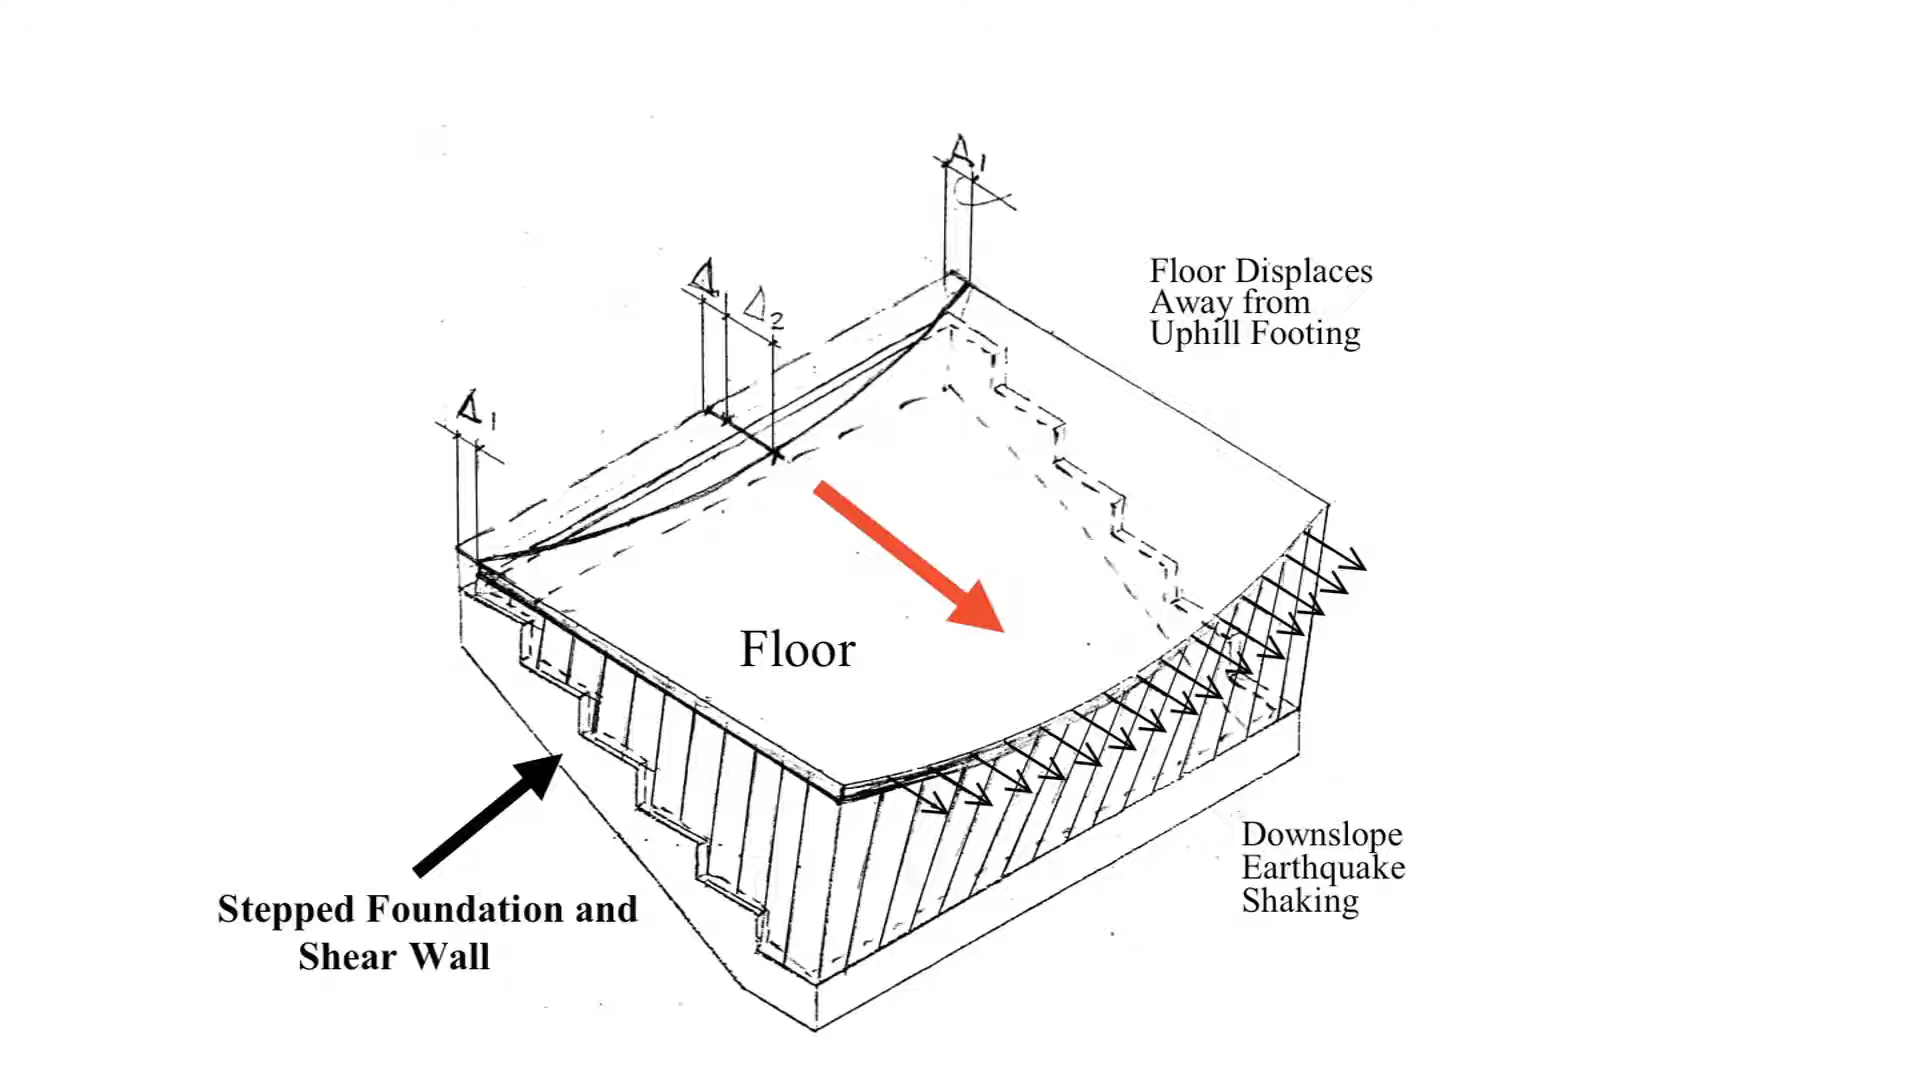 Δ1
Δ
Δ2
Δ1
Floor Displaces
Away from
Uphill Footing
Floor
Downslope
Earthquake
Shaking
Stepped Foundation and
Shear Wall